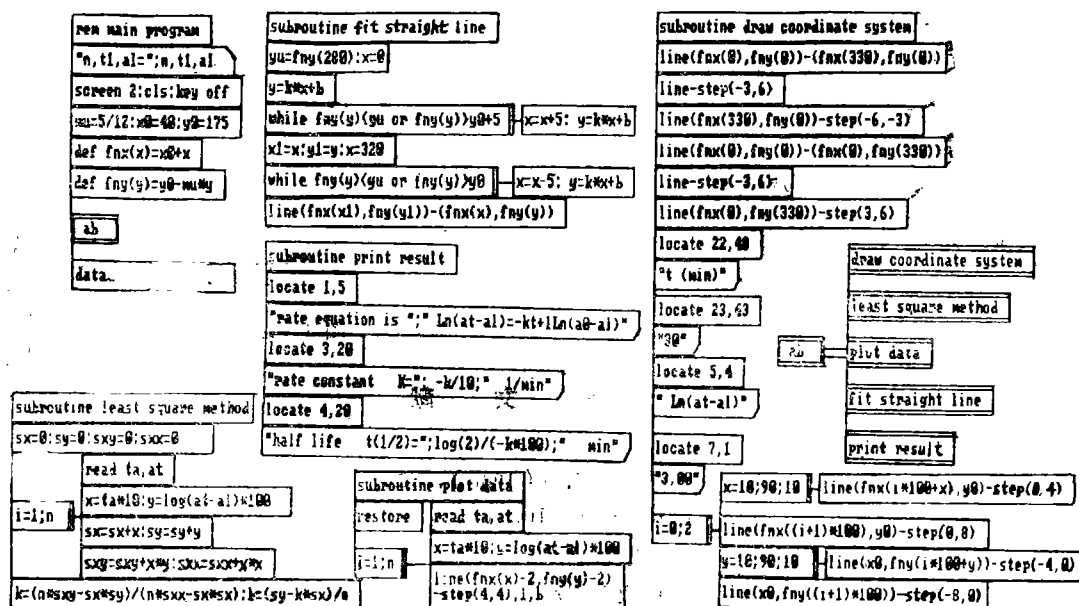 rem main program
"n,t1,al=";n,t1,al
screen 2:cls:key off
mu=5/12:x0=40:y0=175
def fnx(x)=x0+x
def fny(y)=y0-mu*y
ab
data
subroutine fit straight line
yu=fny(280):x=0
y=k*x+b
while fny(y)<yu or fny(y)>y0+5
x=x+5: y=k*x+b
x1=x:y1=y:x=320
while fny(y)<yu or fny(y)>y0
x=x-5: y=k*x+b
line(fnx(x1),fny(y1))-(fnx(x),fny(y))
subroutine print result
locate 1,5
"rate equation is ";" Ln(at-al)=-kt+lLn(a0-al)"
locate 3,20
"rate constant K="; -k/10;" 1/min"
locate 4,20
"half life t(1/2)=";log(2)/(-k*100);" min"
subroutine least square method
sx=0:sy=0:sxy=0:sxx=0
i=1;n
read ta,at
x=ta*10:y=log(at-al)*100
sx=sx+x:sy=sy+y
sxy=sxy+x*y:sxx=sxx+x*x
k=(n*sxy-sx*sy)/(n*sxx-sx*sx):b=(sy-k*sx)/n
subroutine plot data
restore
i=1;n
read ta,at
x=ta*10:y=log(at-al)*100
line(fnx(x)-2,fny(y)-2)
-step(4,4),1,b
subroutine draw coordinate system
line(fnx(0),fny(0))-(fnx(330),fny(0))
line-step(-3,6)
line(fnx(330),fny(0))-step(-6,-3)
line(fnx(0),fny(0))-(fnx(0),fny(330))
line-step(-3,6)
line(fnx(0),fny(330))-step(3,6)
locate 22,40
"t (min)"
locate 23,63
"30"
locate 5,4
" Ln(at-al)"
locate 7,1
"3.00"
i=0;2
x=10;90;10
line(fnx(i*100+x),y0)-step(0,4)
line(fnx((i+1)*100),y0)-step(0,8)
y=10;90;10
line(x0,fny(i*100+y))-step(-4,0)
line(x0,fny((i+1)*100))-step(-8,0)
ab
draw coordinate system
least square method
plot data
fit straight line
print result